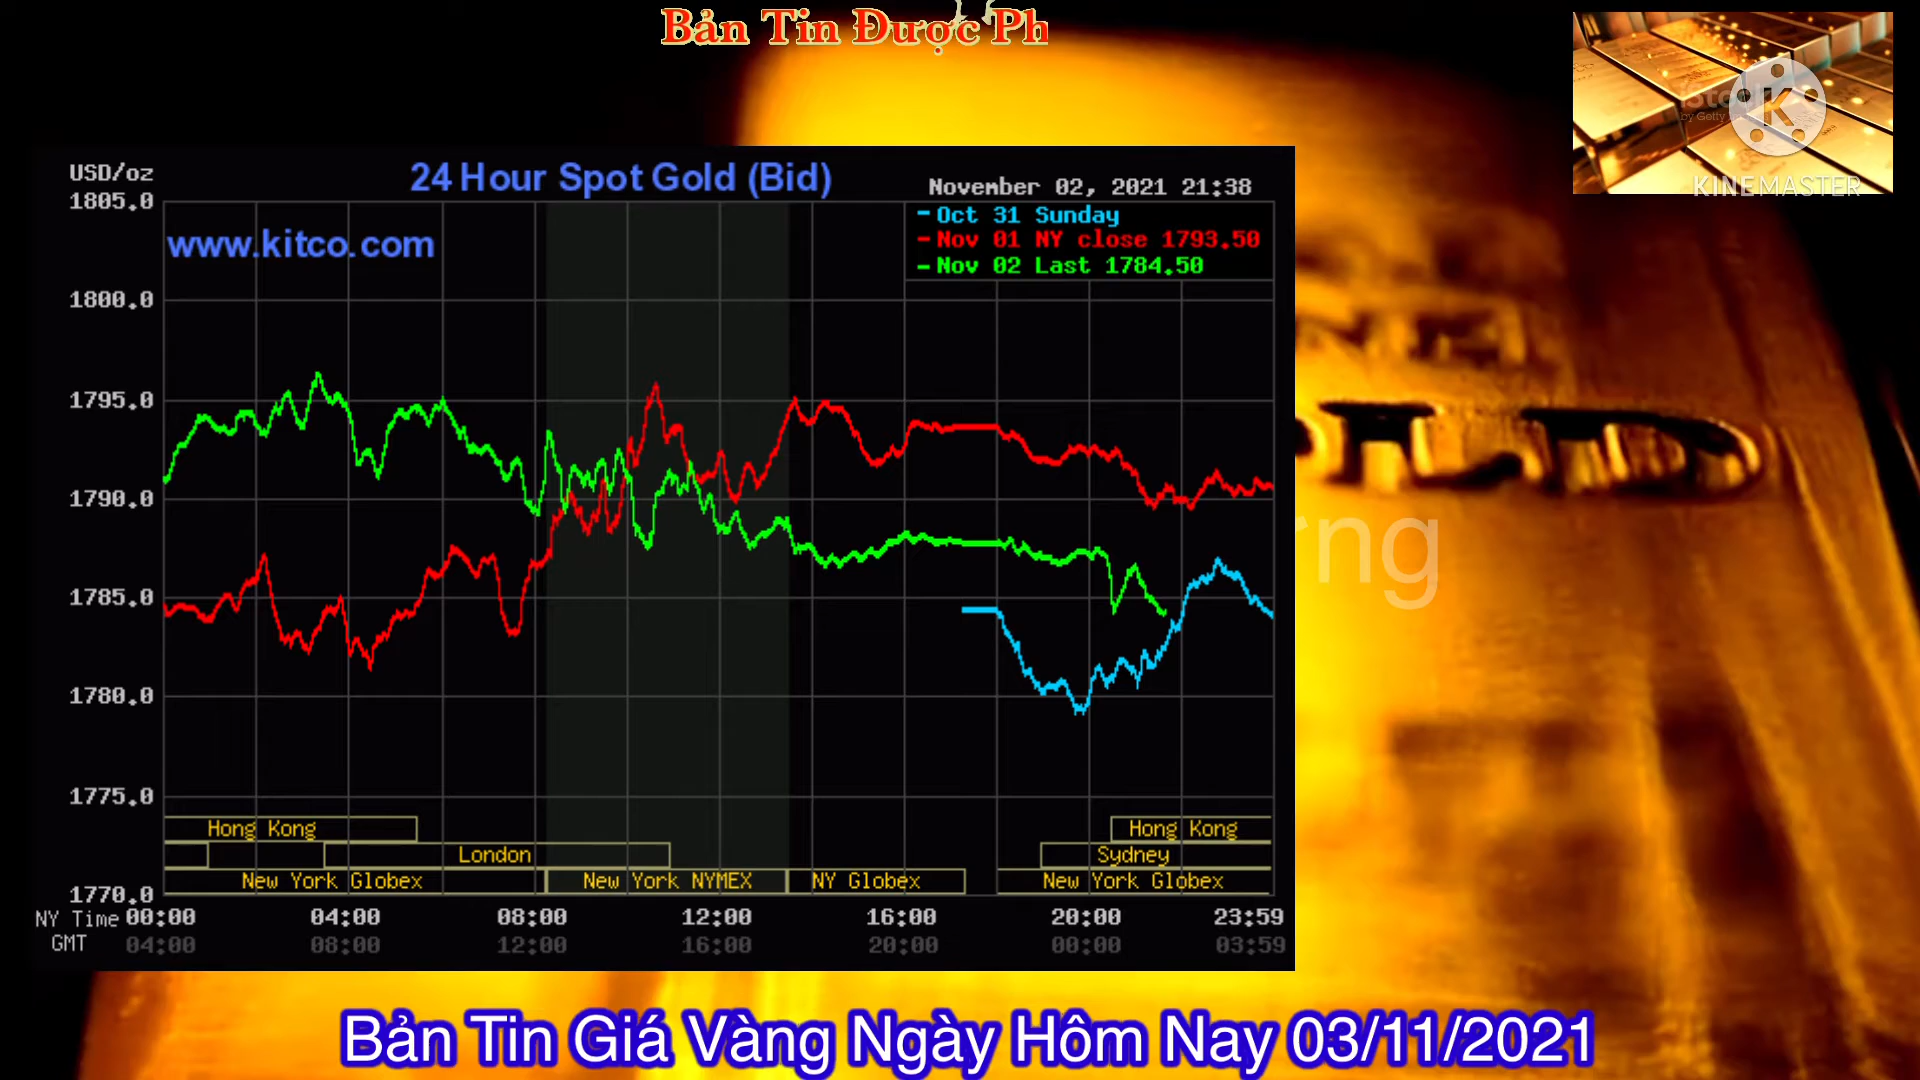 Bản Tin Được Ph
by Getty
KINEMASTER
USD/oz
24 Hour Spot Gold (Bid)
November 02, 2021 21:38
1805.0
Oct 31 Sunday
www.kitco.com
Nov 01 NY close 1793.50
Nov 02 Last 1784.50
1800.0
1795.0
1790.0
1785.0
1780.0
1775.0
1770.0
Hong Kong
Hong Kong
London
Sydney
New York Globex
New York NYMEX
NY Globex
New York Globex
NY Time 00:00 04:00 08:00 12:00 16:00 20:00 23:59
GMT 04:00 08:00 12:00 16:00 20:00 00:00 03:59
Bản Tin Giá Vàng Ngày Hôm Nay 03/11/2021